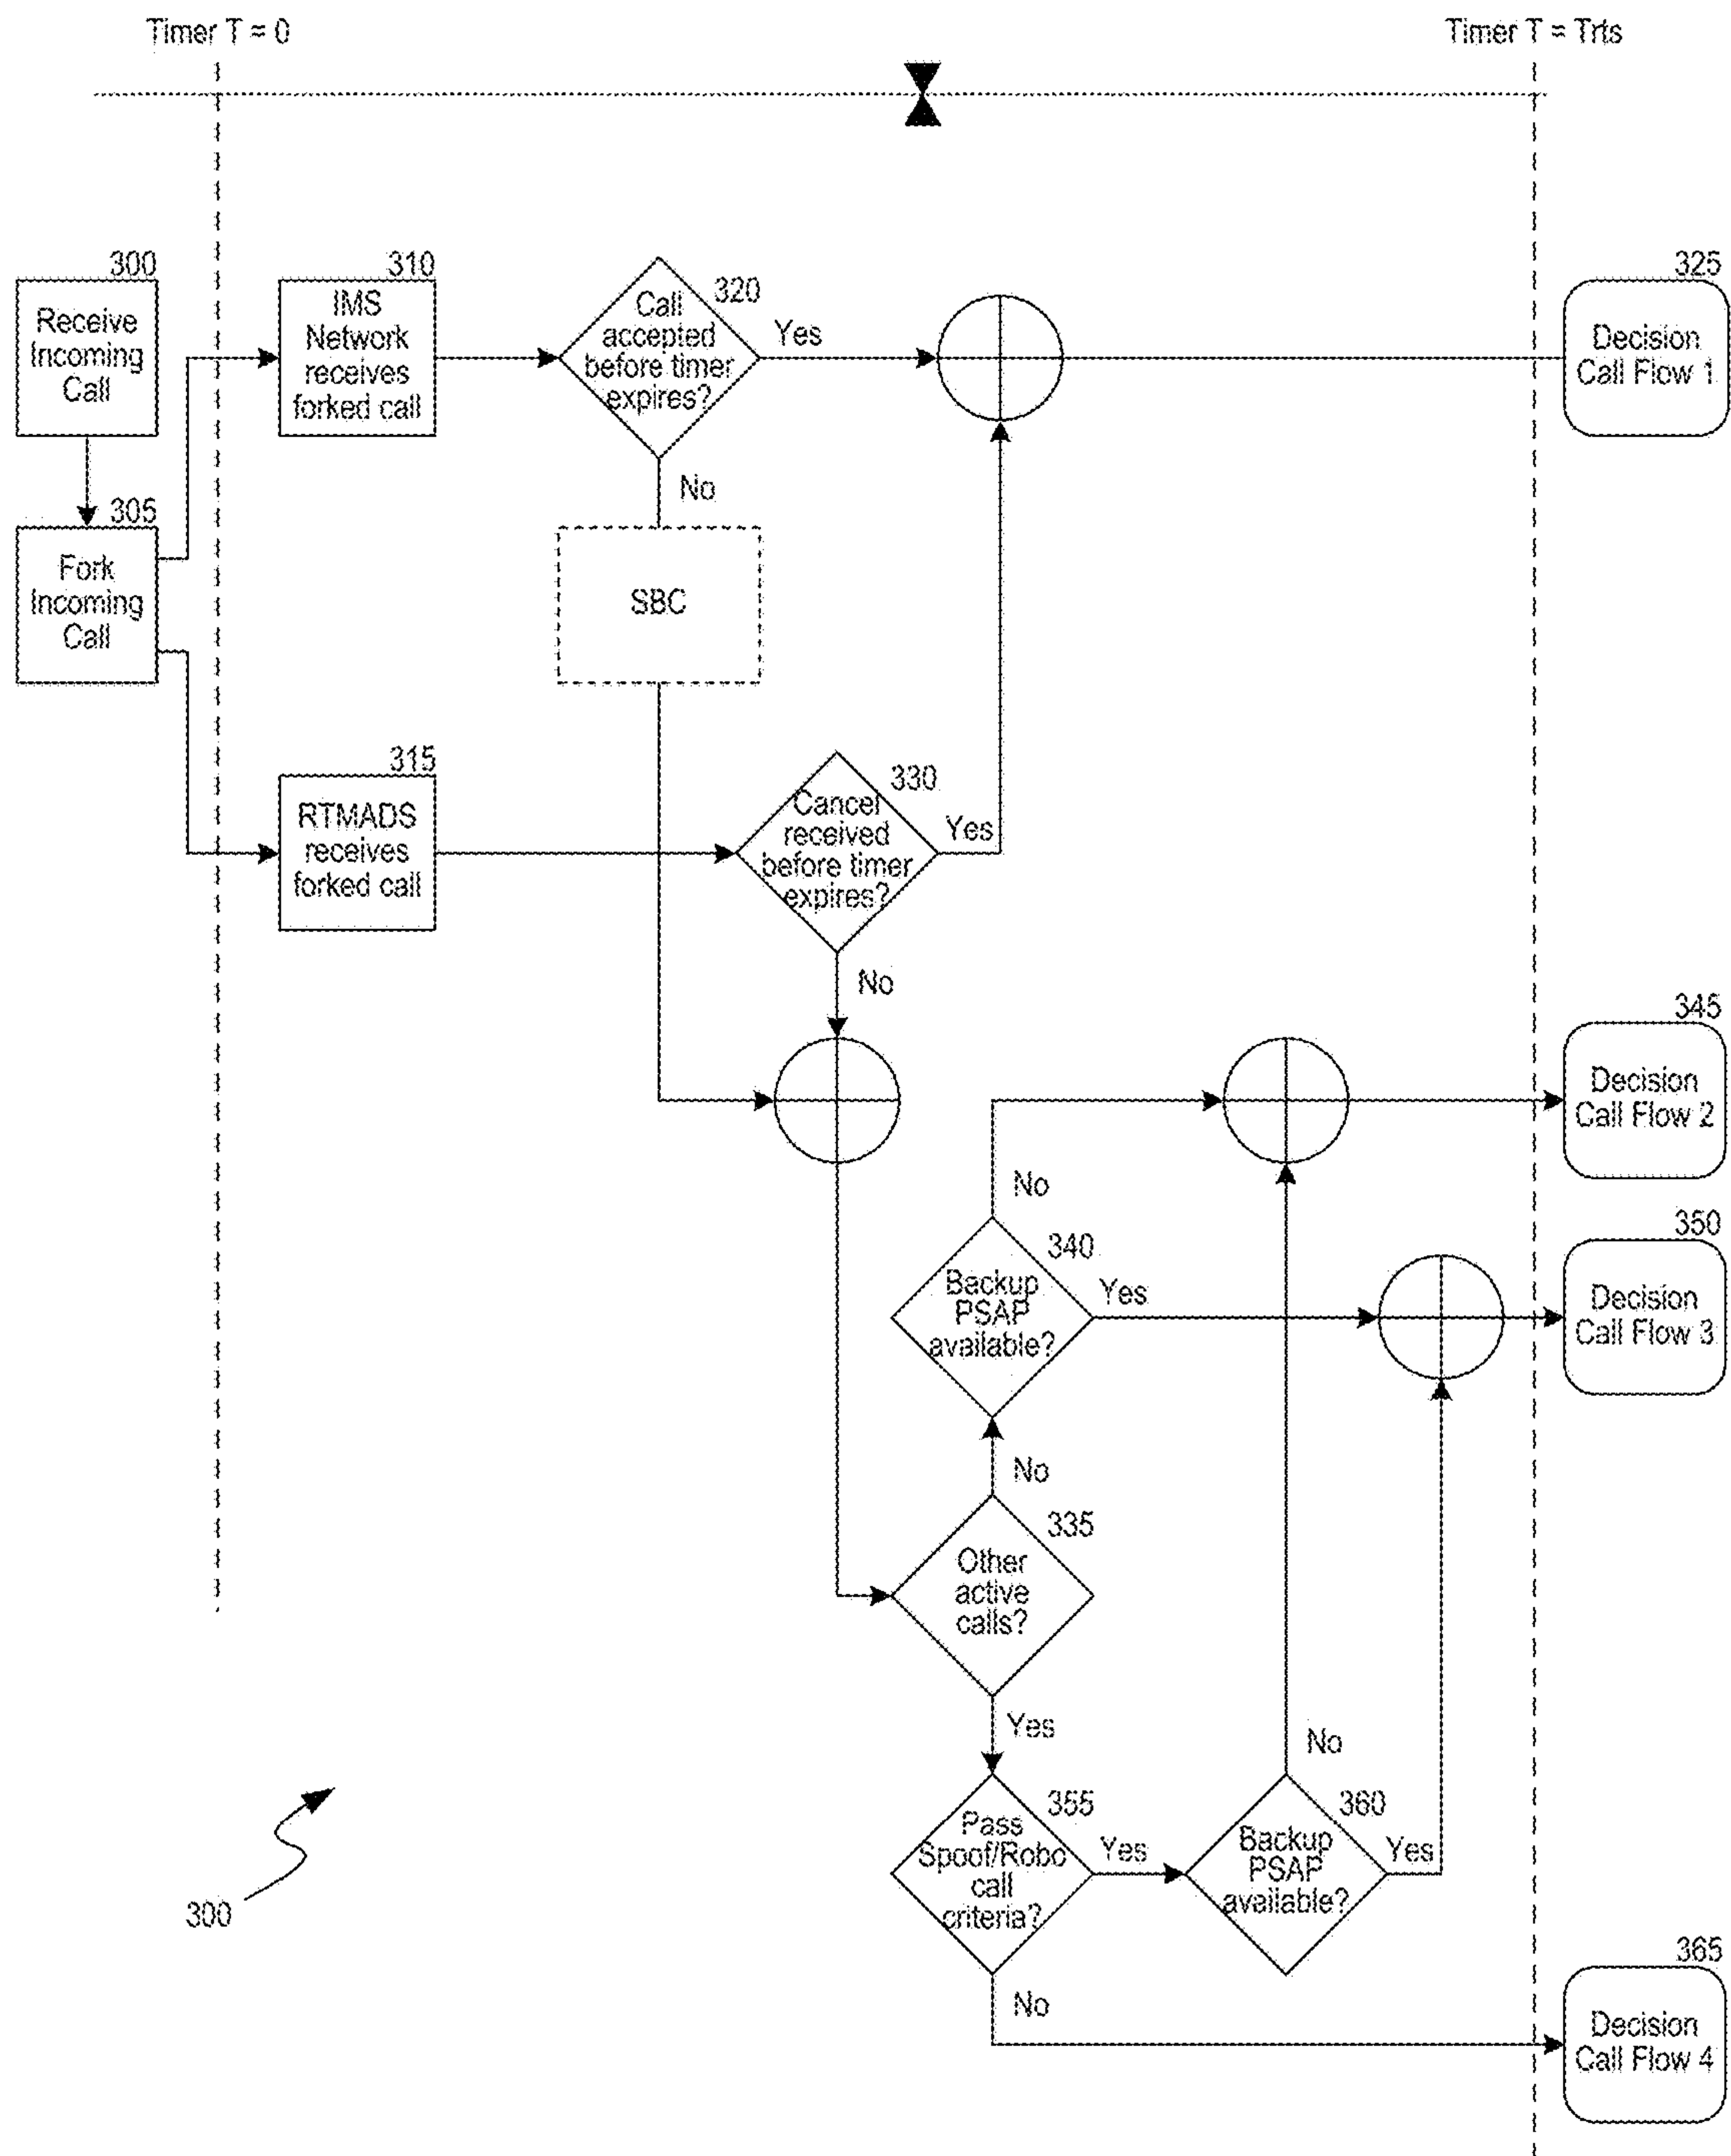 Timer T = 0
Timer T = Trts
300
Receive
Incoming
Call
310
IMS
Network
receives
forked call
320
Call
accepted
before timer
expires?
Yes
No
325
Decision
Call Flow 1
305
Fork
Incoming
Call
SBC
315
RTMADS
receives
forked call
330
Cancel
received
before timer
expires?
Yes
No
345
Decision
Call Flow 2
No
340
Backup
PSAP
available?
Yes
350
Decision
Call Flow 3
No
335
Other
active
calls?
Yes
355
Pass
Spoof/Robo
call
criteria?
Yes
No
360
Backup
PSAP
available?
Yes
No
365
Decision
Call Flow 4
300